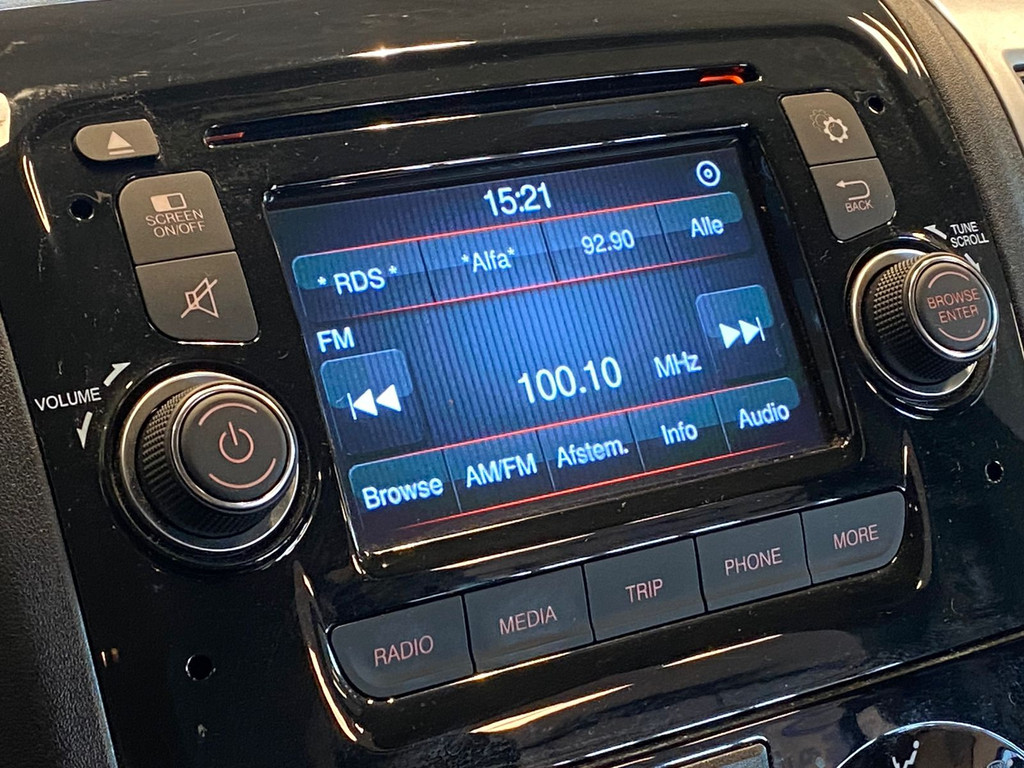 15:21
SCREEN
ON/OFF
BACK
* RDS * *Alfa* 92.90 Alle
TUNE
SCROLL
FM
BROWSE
ENTER
VOLUME
100.10 MHz
Browse AM/FM Afstem. Info Audio
RADIO MEDIA TRIP PHONE MORE